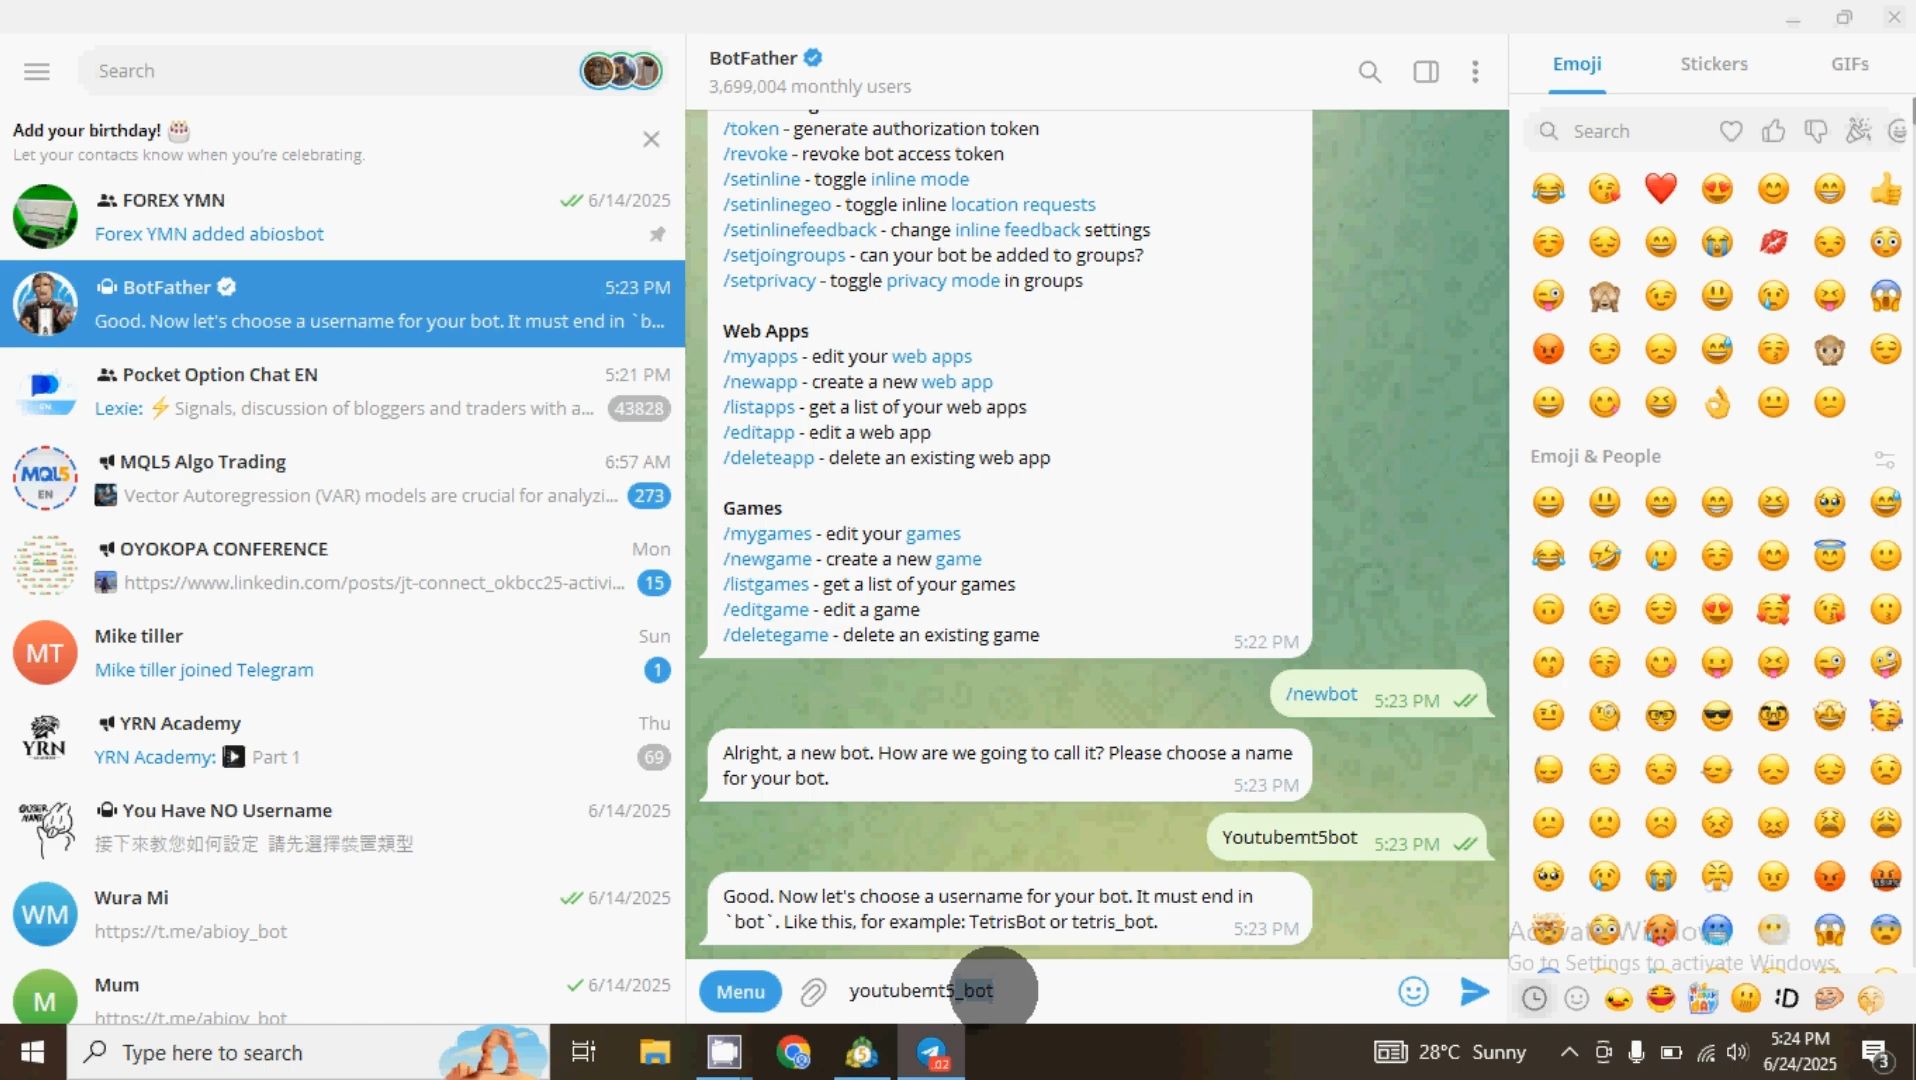 Search
Add your birthday! 🎂
Let your contacts know when you're celebrating.
FOREX YMN
6/14/2025
Forex YMN added abiosbot
BotFather
5:23 PM
Good. Now let's choose a username for your bot. It must end in `b...
Pocket Option Chat EN
5:21 PM
Lexie: ⚡ Signals, discussion of bloggers and traders with a...
43828
EN
MQL5 Algo Trading
6:57 AM
Vector Autoregression (VAR) models are crucial for analyzi...
273
MQL5
EN
OYOKOPA CONFERENCE
Mon
https://www.linkedin.com/posts/jt-connect_okbcc25-activi...
15
MT
Mike tiller
Sun
Mike tiller joined Telegram
1
YRN
YRN Academy
Thu
YRN Academy: Part 1
69
You Have NO Username
6/14/2025
接下來教您如何設定 請先選擇裝置類型
WM
Wura Mi
6/14/2025
https://t.me/abioy_bot
M
Mum
6/14/2025
https://t.me/abioy_bot
BotFather
3,699,004 monthly users
/token - generate authorization token
/revoke - revoke bot access token
/setinline - toggle inline mode
/setinlinegeo - toggle inline location requests
/setinlinefeedback - change inline feedback settings
/setjoingroups - can your bot be added to groups?
/setprivacy - toggle privacy mode in groups
Web Apps
/myapps - edit your web apps
/newapp - create a new web app
/listapps - get a list of your web apps
/editapp - edit a web app
/deleteapp - delete an existing web app
Games
/mygames - edit your games
/newgame - create a new game
/listgames - get a list of your games
/editgame - edit a game
/deletegame - delete an existing game
5:22 PM
/newbot 5:23 PM
Alright, a new bot. How are we going to call it? Please choose a name
for your bot.
5:23 PM
Youtubemt5bot 5:23 PM
Good. Now let's choose a username for your bot. It must end in
`bot`. Like this, for example: TetrisBot or tetris_bot.
5:23 PM
Menu
youtubemt5_bot
Emoji
Stickers
GIFs
Search
Emoji & People
Activate Windows
Go to Settings to activate Windows.
:D
Type here to search
02
28°C Sunny
5:24 PM
6/24/2025
3